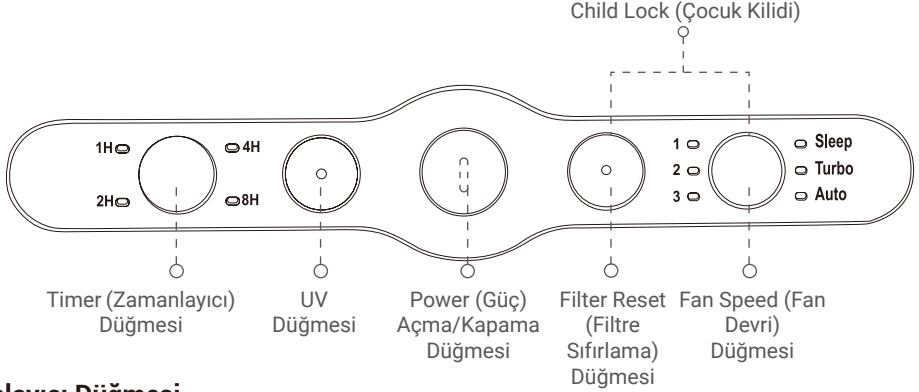 Child Lock (Çocuk Kilidi)
1H
4H
2H
8H
1
2
3
Sleep
Turbo
Auto
Timer (Zamanlayıcı)
Düğmesi
UV
Düğmesi
Power (Güç)
Açma/Kapama
Düğmesi
Filter Reset
(Filtre
Sıfırlama)
Düğmesi
Fan Speed (Fan
Devri)
Düğmesi
Düğmesi